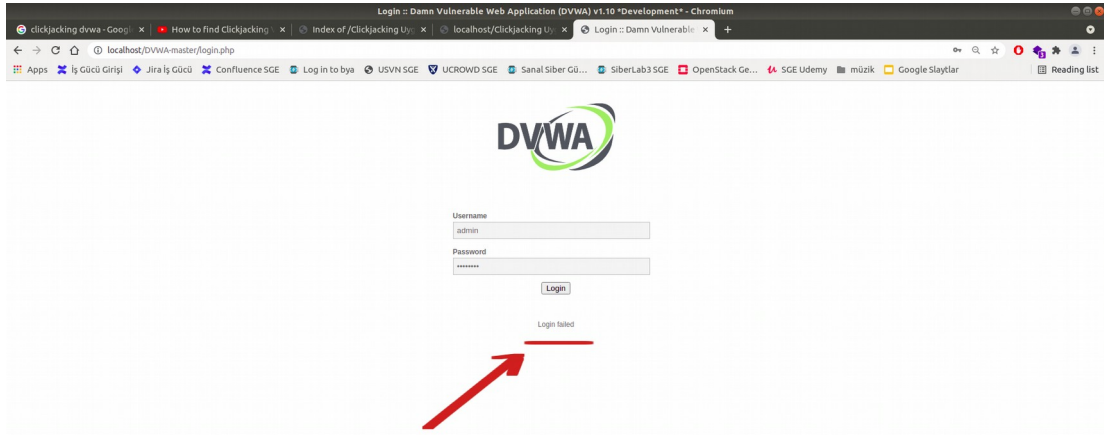 Login :: Damn Vulnerable Web Application (DVWA) v1.10 *Development* - Chromium
clickjacking dvwa - Googl
How to find Clickjacking
Index of /Clickjacking Uyg
localhost/Clickjacking Uy
Login :: Damn Vulnerable
localhost/DVWA-master/login.php
Apps İş Gücü Girişi Jira İş Gücü Confluence SGE Log in to bya USVN SGE UCROWD SGE Sanal Siber Gü... SiberLab3 SGE OpenStack Ge... SGE Udemy müzik Google Slaytlar Reading list
DVWA
Username
admin
Password
••••••••
Login
Login failed